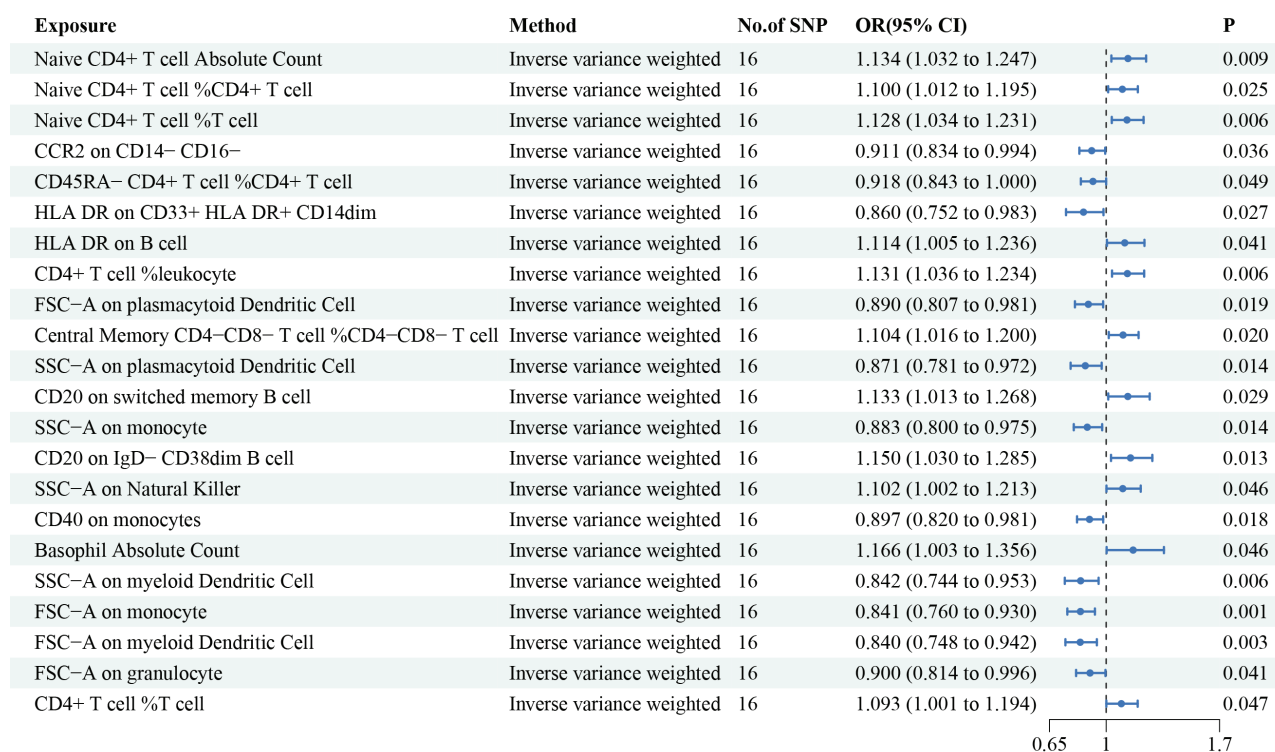 Exposure Method No.of SNP OR(95% CI) P
Naive CD4+ T cell Absolute Count Inverse variance weighted 16 1.134 (1.032 to 1.247) 0.009
Naive CD4+ T cell %CD4+ T cell Inverse variance weighted 16 1.100 (1.012 to 1.195) 0.025
Naive CD4+ T cell %T cell Inverse variance weighted 16 1.128 (1.034 to 1.231) 0.006
CCR2 on CD14− CD16− Inverse variance weighted 16 0.911 (0.834 to 0.994) 0.036
CD45RA− CD4+ T cell %CD4+ T cell Inverse variance weighted 16 0.918 (0.843 to 1.000) 0.049
HLA DR on CD33+ HLA DR+ CD14dim Inverse variance weighted 16 0.860 (0.752 to 0.983) 0.027
HLA DR on B cell Inverse variance weighted 16 1.114 (1.005 to 1.236) 0.041
CD4+ T cell %leukocyte Inverse variance weighted 16 1.131 (1.036 to 1.234) 0.006
FSC−A on plasmacytoid Dendritic Cell Inverse variance weighted 16 0.890 (0.807 to 0.981) 0.019
Central Memory CD4−CD8− T cell %CD4−CD8− T cell Inverse variance weighted 16 1.104 (1.016 to 1.200) 0.020
SSC−A on plasmacytoid Dendritic Cell Inverse variance weighted 16 0.871 (0.781 to 0.972) 0.014
CD20 on switched memory B cell Inverse variance weighted 16 1.133 (1.013 to 1.268) 0.029
SSC−A on monocyte Inverse variance weighted 16 0.883 (0.800 to 0.975) 0.014
CD20 on IgD− CD38dim B cell Inverse variance weighted 16 1.150 (1.030 to 1.285) 0.013
SSC−A on Natural Killer Inverse variance weighted 16 1.102 (1.002 to 1.213) 0.046
CD40 on monocytes Inverse variance weighted 16 0.897 (0.820 to 0.981) 0.018
Basophil Absolute Count Inverse variance weighted 16 1.166 (1.003 to 1.356) 0.046
SSC−A on myeloid Dendritic Cell Inverse variance weighted 16 0.842 (0.744 to 0.953) 0.006
FSC−A on monocyte Inverse variance weighted 16 0.841 (0.760 to 0.930) 0.001
FSC−A on myeloid Dendritic Cell Inverse variance weighted 16 0.840 (0.748 to 0.942) 0.003
FSC−A on granulocyte Inverse variance weighted 16 0.900 (0.814 to 0.996) 0.041
CD4+ T cell %T cell Inverse variance weighted 16 1.093 (1.001 to 1.194) 0.047
0.65 1 1.7